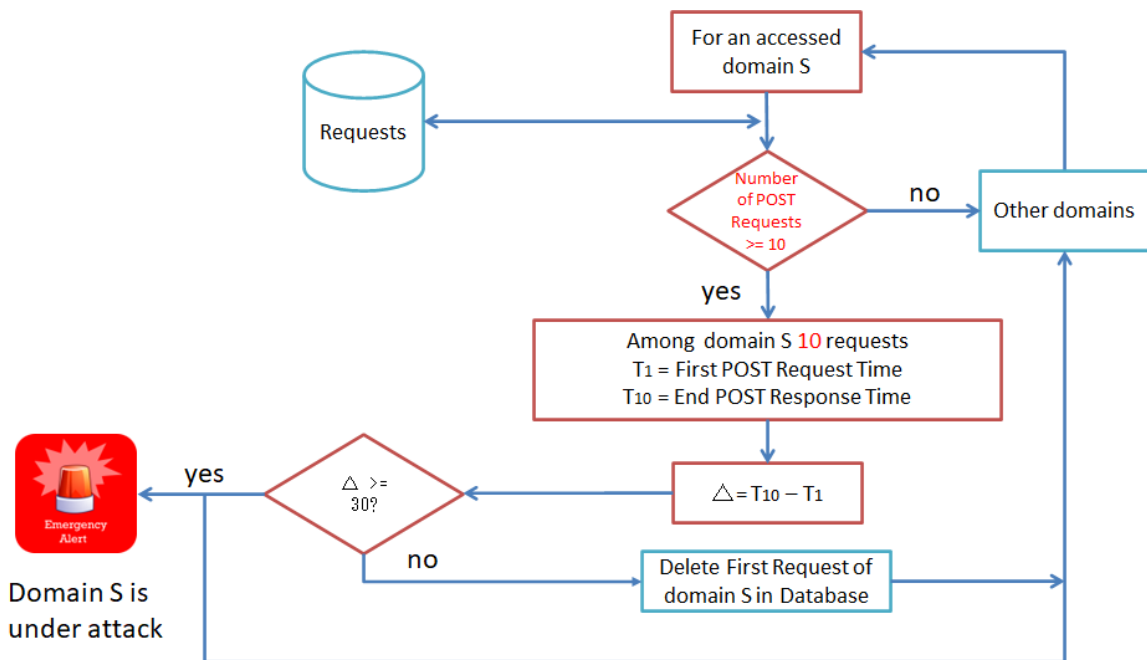 For an accessed
domain S
Requests
Number
of POST
Requests
>= 10
no
Other domains
yes
Among domain S 10 requests
T1 = First POST Request Time
T10 = End POST Response Time
yes
△ >=
30?
△ = T10 – T1
Emergency
Alert
no
Delete First Request of
domain S in Database
Domain S is
under attack